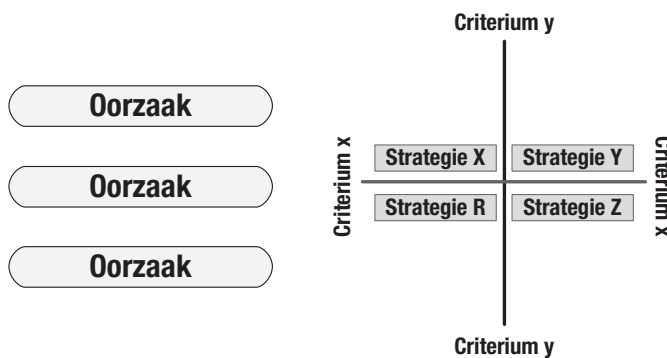 Criterium y
Oorzaak
Oorzaak
Oorzaak
Criterium x
Strategie X
Strategie Y
Strategie R
Strategie Z
Criterium x
Criterium y